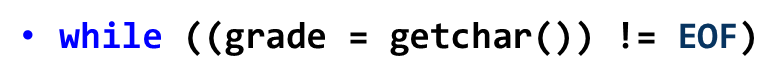 • while ((grade = getchar()) != EOF)